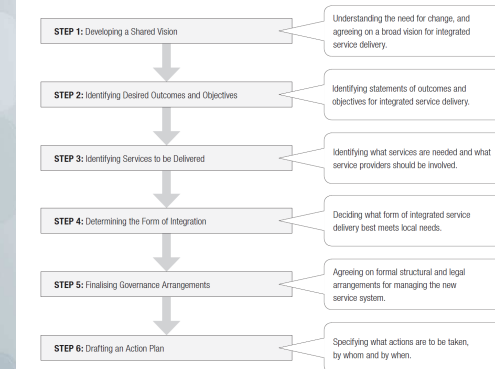 STEP 1: Developing a Shared Vision
Understanding the need for change, and
agreeing on a broad vision for integrated
service delivery.
STEP 2: Identifying Desired Outcomes and Objectives
Identifying statements of outcomes and
objectives for integrated service delivery.
STEP 3: Identifying Services to be Delivered
Identifying what services are needed and what
service providers should be involved.
STEP 4: Determining the Form of Integration
Deciding what form of integrated service
delivery best meets local needs.
STEP 5: Finalising Governance Arrangements
Agreeing on formal structural and legal
arrangements for managing the new
service system.
STEP 6: Drafting an Action Plan
Specifying what actions are to be taken,
by whom and by when.